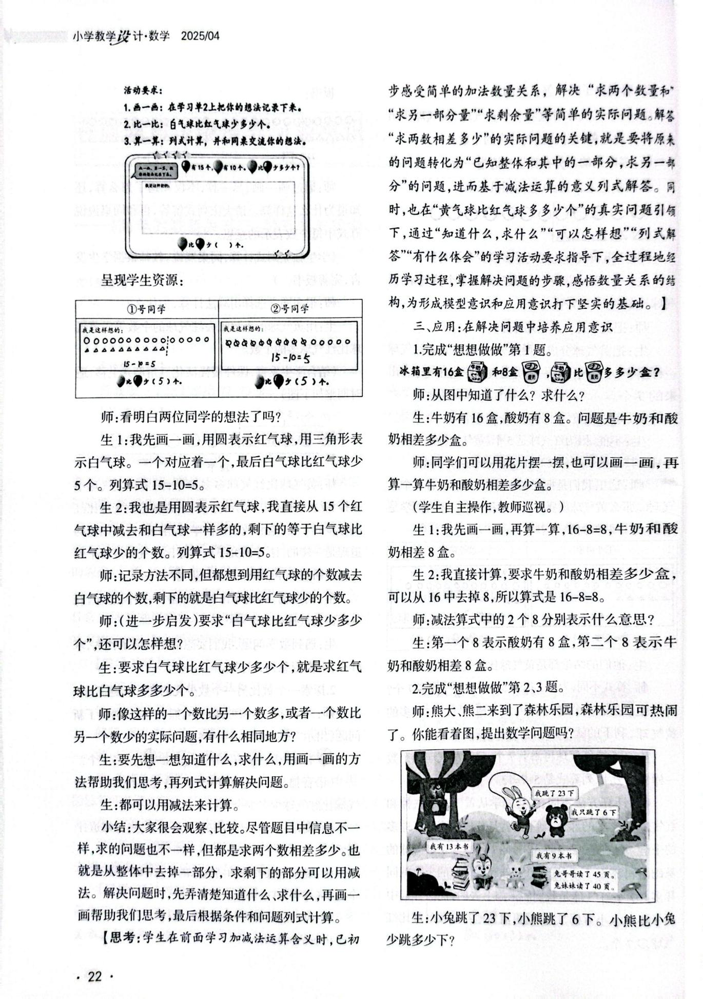 小学教学设计·数学 2025/04
活动要求：
1.画一画：在学习单2上把你的想法记录下来。
2.比一比：白气球比红气球少多少个。
3.算一算：列式计算，并和同桌交流你的想法。
有15个，有10个，比少多少个？
我是这样想的：
比少（ ）个。
呈现学生资源：
①号同学 ②号同学
我是这样想的： 我是这样想的：
15-10=5 15-10=5
比少（5）个。 比少（5）个。
师：看明白两位同学的想法了吗？
生1：我先画一画，用圆表示红气球，用三角形表
示白气球。一个对应着一个，最后白气球比红气球少
5个。列算式15-10=5。
生2：我也是用圆表示红气球，我直接从15个红
气球中减去和白气球一样多的，剩下的等于白气球比
红气球少的个数。列算式15-10=5。
师：记录方法不同，但都想到用红气球的个数减去
白气球的个数，剩下的就是白气球比红气球少的个数。
师：（进一步启发）要求“白气球比红气球少多少
个”，还可以怎样想？
生：要求白气球比红气球少多少个，就是求红气
球比白气球多多少个。
师：像这样的一个数比另一个数多，或者一个数比
另一个数少的实际问题，有什么相同地方？
生：要先想一想知道什么，求什么，用画一画的方
法帮助我们思考，再列式计算解决问题。
生：都可以用减法来计算。
小结：大家很会观察、比较。尽管题目中信息不一
样，求的问题也不一样，但都是求两个数相差多少。也
就是从整体中去掉一部分，求剩下的部分可以用减
法。解决问题时，先弄清楚知道什么、求什么，再画一
画帮助我们思考，最后根据条件和问题列式计算。
【思考：学生在前面学习加减法运算含义时，已初
步感受简单的加法数量关系，解决“求两个数量和”
“求另一部分量”“求剩余量”等简单的实际问题。解答
“求两数相差多少”的实际问题的关键，就是要将原来
的问题转化为“已知整体和其中的一部分，求另一部
分”的问题，进而基于减法运算的意义列式解答。同
时，也在“黄气球比红气球多多少个”的真实问题引领
下，通过“知道什么，求什么”“可以怎样想”“列式解
答”“有什么体会”的学习活动要求指导下，全过程地经
历学习过程，掌握解决问题的步骤，感悟数量关系的结
构，为形成模型意识和应用意识打下坚实的基础。】
三、应用：在解决问题中培养应用意识
1.完成“想想做做”第1题。
冰箱里有16盒和8盒，比多多少盒？
师：从图中知道了什么？求什么？
生：牛奶有16盒，酸奶有8盒。问题是牛奶和酸
奶相差多少盒。
师：同学们可以用花片摆一摆，也可以画一画，再
算一算牛奶和酸奶相差多少盒。
（学生自主操作，教师巡视。）
生1：我先画一画，再算一算，16-8=8，牛奶和酸
奶相差8盒。
生2：我直接计算，要求牛奶和酸奶相差多少盒，
可以从16中去掉8，所以算式是16-8=8。
师：减法算式中的2个8分别表示什么意思？
生：第一个8表示酸奶有8盒，第二个8表示牛
奶和酸奶相差8盒。
2.完成“想想做做”第2、3题。
师：熊大、熊二来到了森林乐园，森林乐园可热闹
了。你能看着图，提出数学问题吗？
我跳了23下
我只跳了6下
我有13本书
我有9本书
兔哥哥读了45页。
兔妹妹读了40页。
生：小兔跳了23下，小熊跳了6下。小熊比小兔
少跳多少下？
·22·